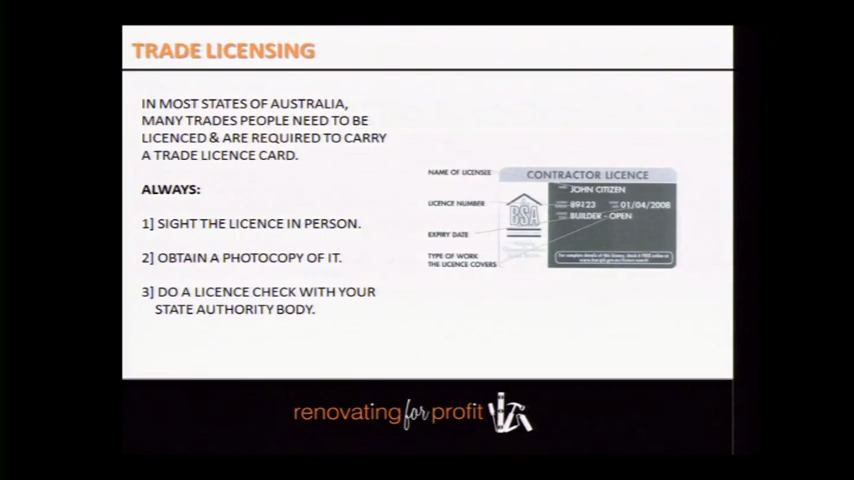 TRADE LICENSING
IN MOST STATES OF AUSTRALIA,
MANY TRADES PEOPLE NEED TO BE
LICENCED & ARE REQUIRED TO CARRY
A TRADE LICENCE CARD.
ALWAYS:
1] SIGHT THE LICENCE IN PERSON.
2] OBTAIN A PHOTOCOPY OF IT.
3] DO A LICENCE CHECK WITH YOUR
STATE AUTHORITY BODY.
NAME OF LICENSEE
LICENCE NUMBER
EXPIRY DATE
TYPE OF WORK
THE LICENCE COVERS
CONTRACTOR LICENCE
JOHN CITIZEN
89123 01/04/2008
BUILDER - OPEN
BSA
renovating for profit